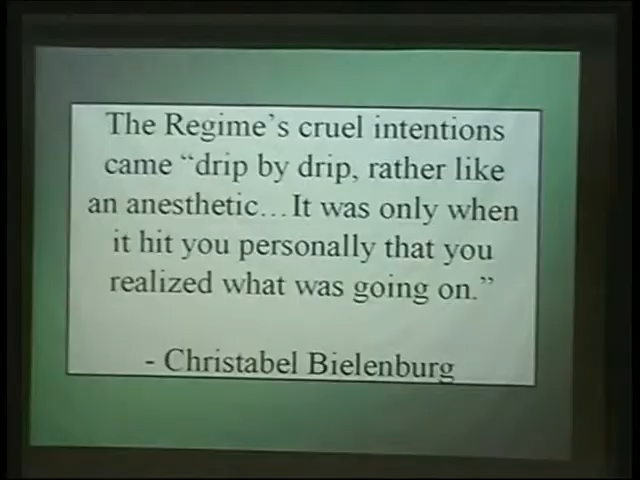 The Regime's cruel intentions
came “drip by drip, rather like
an anesthetic…It was only when
it hit you personally that you
realized what was going on.”
- Christabel Bielenburg